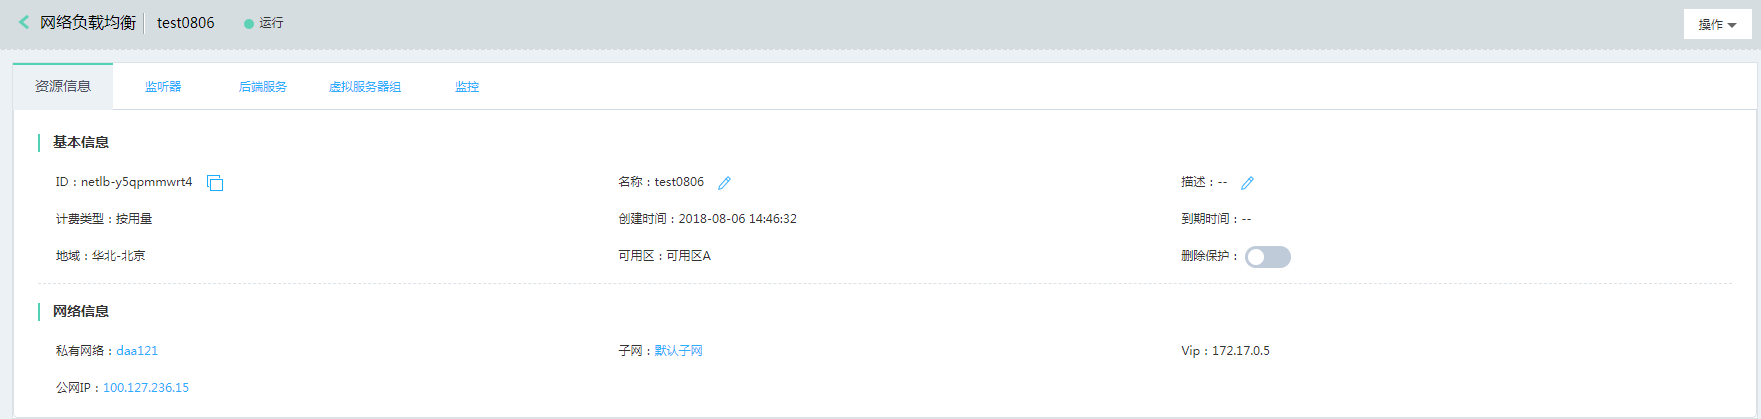 网络负载均衡 test0806 运行 操作
资源信息 监听器 后端服务 虚拟服务器组 监控
基本信息
ID：netlb-y5qpmmwrt4 名称：test0806 描述：--
计费类型：按用量 创建时间：2018-08-06 14:46:32 到期时间：--
地域：华北-北京 可用区：可用区A 删除保护：
网络信息
私有网络：daa121 子网：默认子网 Vip：172.17.0.5
公网IP：100.127.236.15